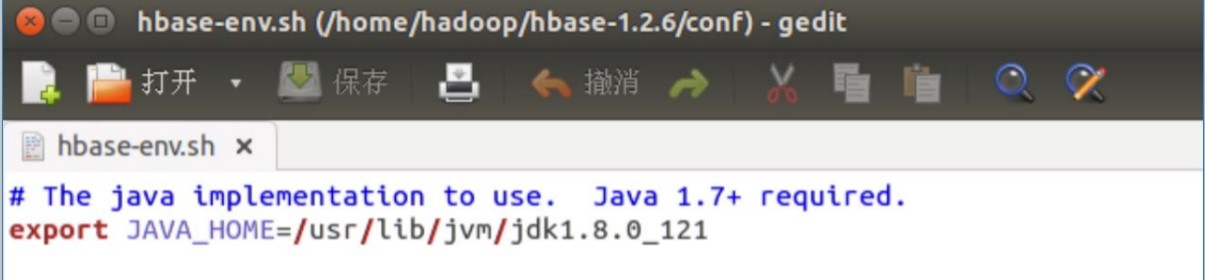 hbase-env.sh (/home/hadoop/hbase-1.2.6/conf) - gedit
打开 保存 撤消
hbase-env.sh ×
# The java implementation to use.  Java 1.7+ required.
export JAVA_HOME=/usr/lib/jvm/jdk1.8.0_121